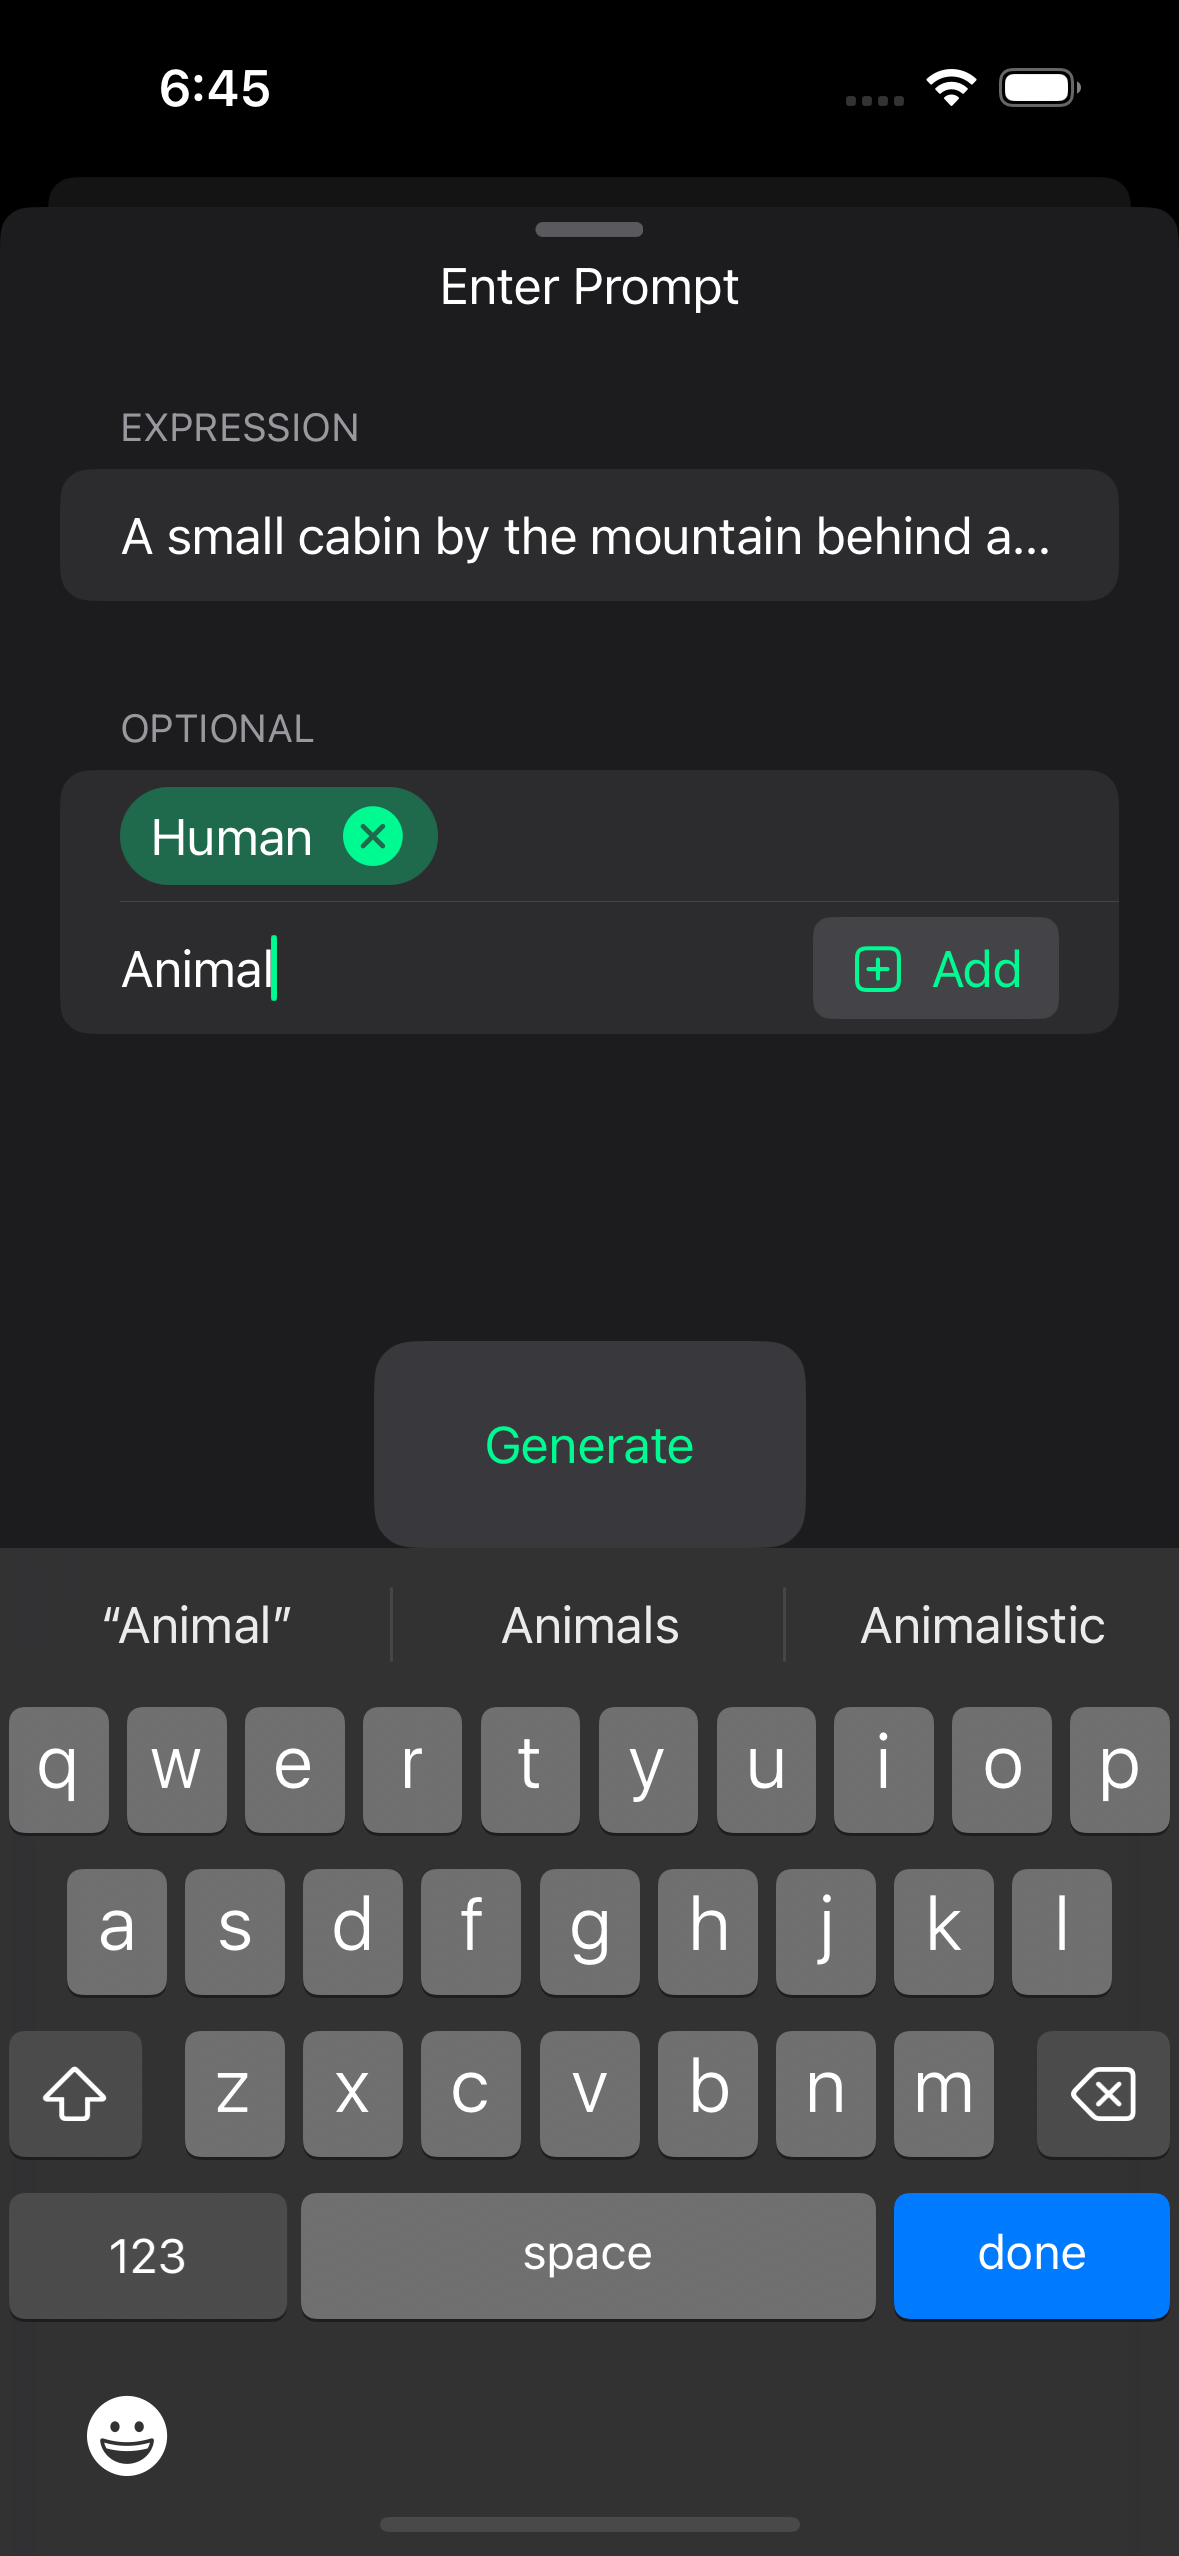 6:45
Enter Prompt
EXPRESSION
A small cabin by the mountain behind a...
OPTIONAL
Human
Animal
Add
Generate
“Animal” Animals Animalistic
q w e r t y u i o p
a s d f g h j k l
z x c v b n m
123 space done